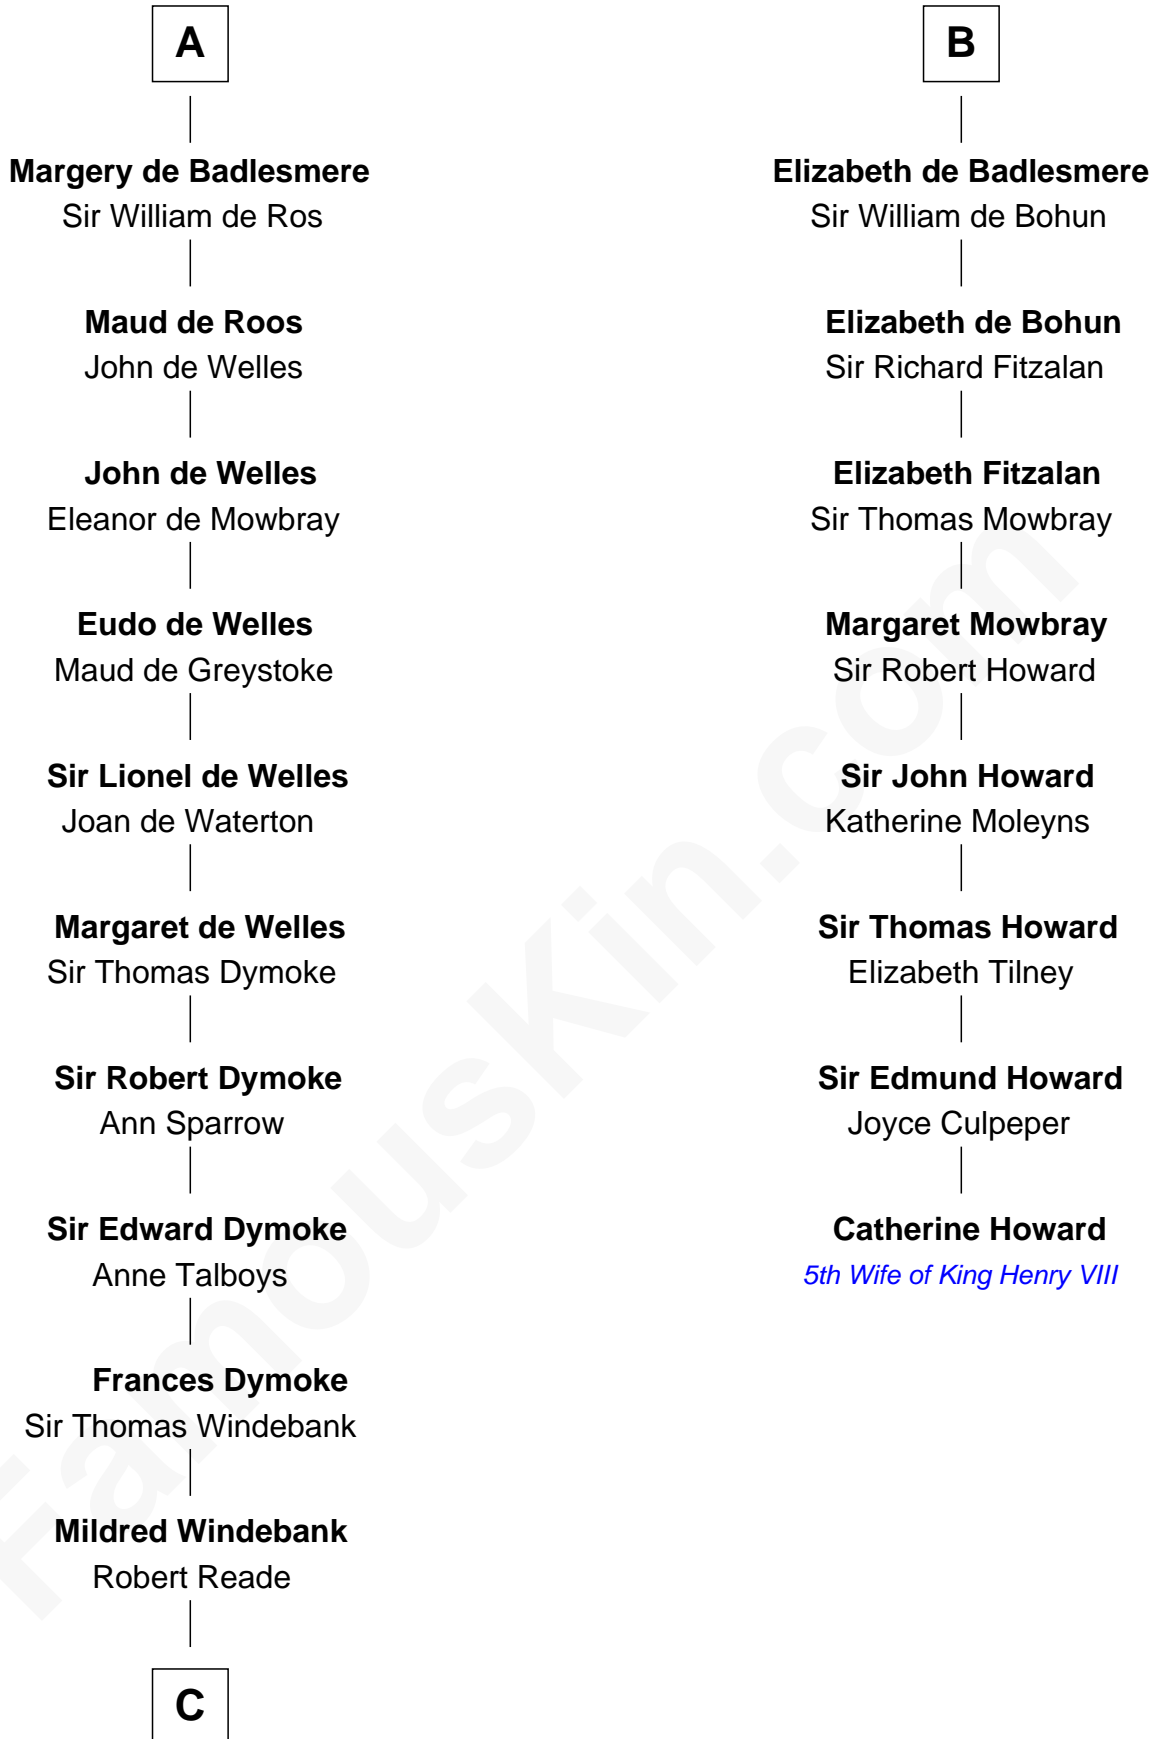 A
Margery de Badlesmere
Sir William de Ros
Maud de Roos
John de Welles
John de Welles
Eleanor de Mowbray
Eudo de Welles
Maud de Greystoke
Sir Lionel de Welles
Joan de Waterton
Margaret de Welles
Sir Thomas Dymoke
Sir Robert Dymoke
Ann Sparrow
Sir Edward Dymoke
Anne Talboys
Frances Dymoke
Sir Thomas Windebank
Mildred Windebank
Robert Reade
C
B
Elizabeth de Badlesmere
Sir William de Bohun
Elizabeth de Bohun
Sir Richard Fitzalan
Elizabeth Fitzalan
Sir Thomas Mowbray
Margaret Mowbray
Sir Robert Howard
Sir John Howard
Katherine Moleyns
Sir Thomas Howard
Elizabeth Tilney
Sir Edmund Howard
Joyce Culpeper
Catherine Howard
5th Wife of King Henry VIII
FamousKin.com